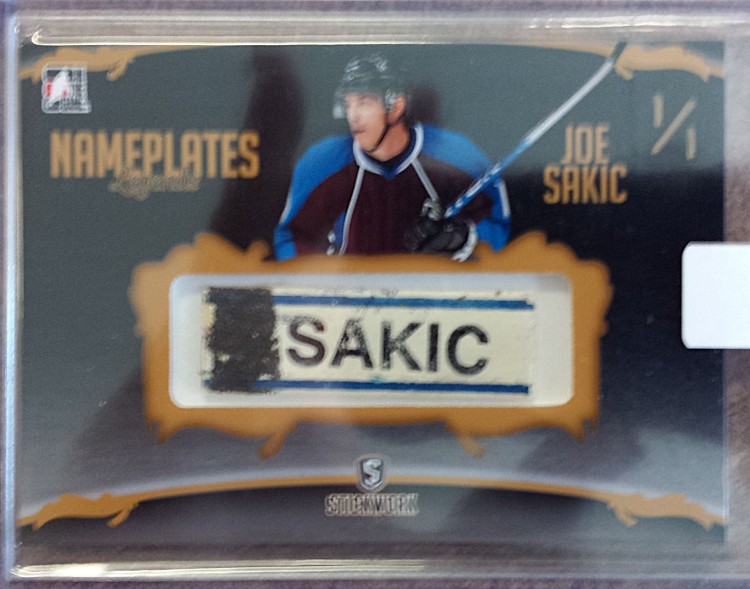 NAMEPLATES
Legends
JOE
SAKIC
1/1
SAKIC
S
STICKWORK